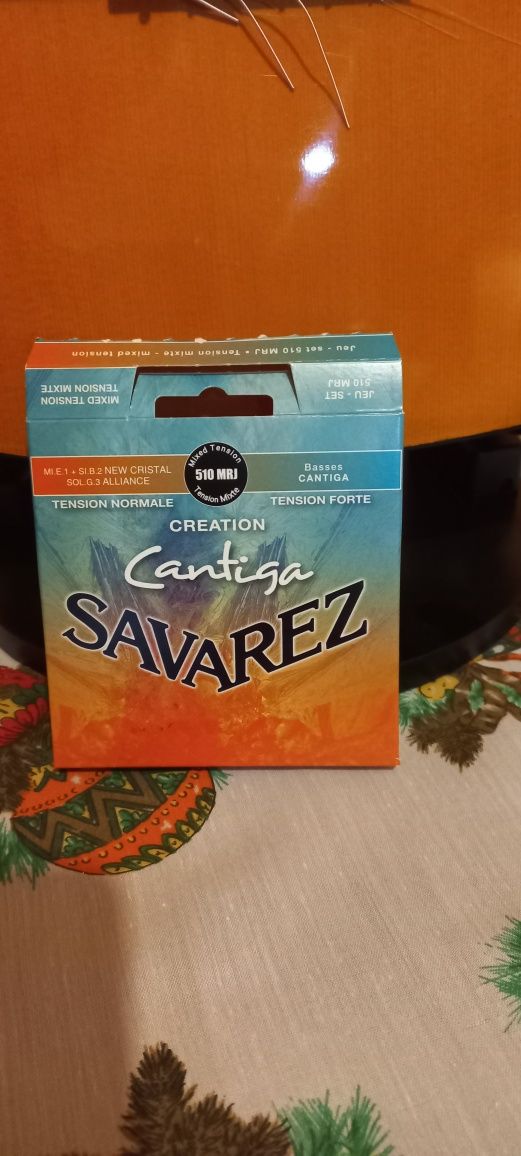 Jeu - set 510 MRJ • Tension mixte - mixed tension
MIXED TENSION
TENSION MIXTE
JEU - SET
510 MRJ
Mixed Tension
510 MRJ
Tension Mixte
MI.E.1 + SI.B.2 NEW CRISTAL
SOL.G.3 ALLIANCE
Basses
CANTIGA
TENSION NORMALE
TENSION FORTE
CREATION
Cantiga
SAVAREZ